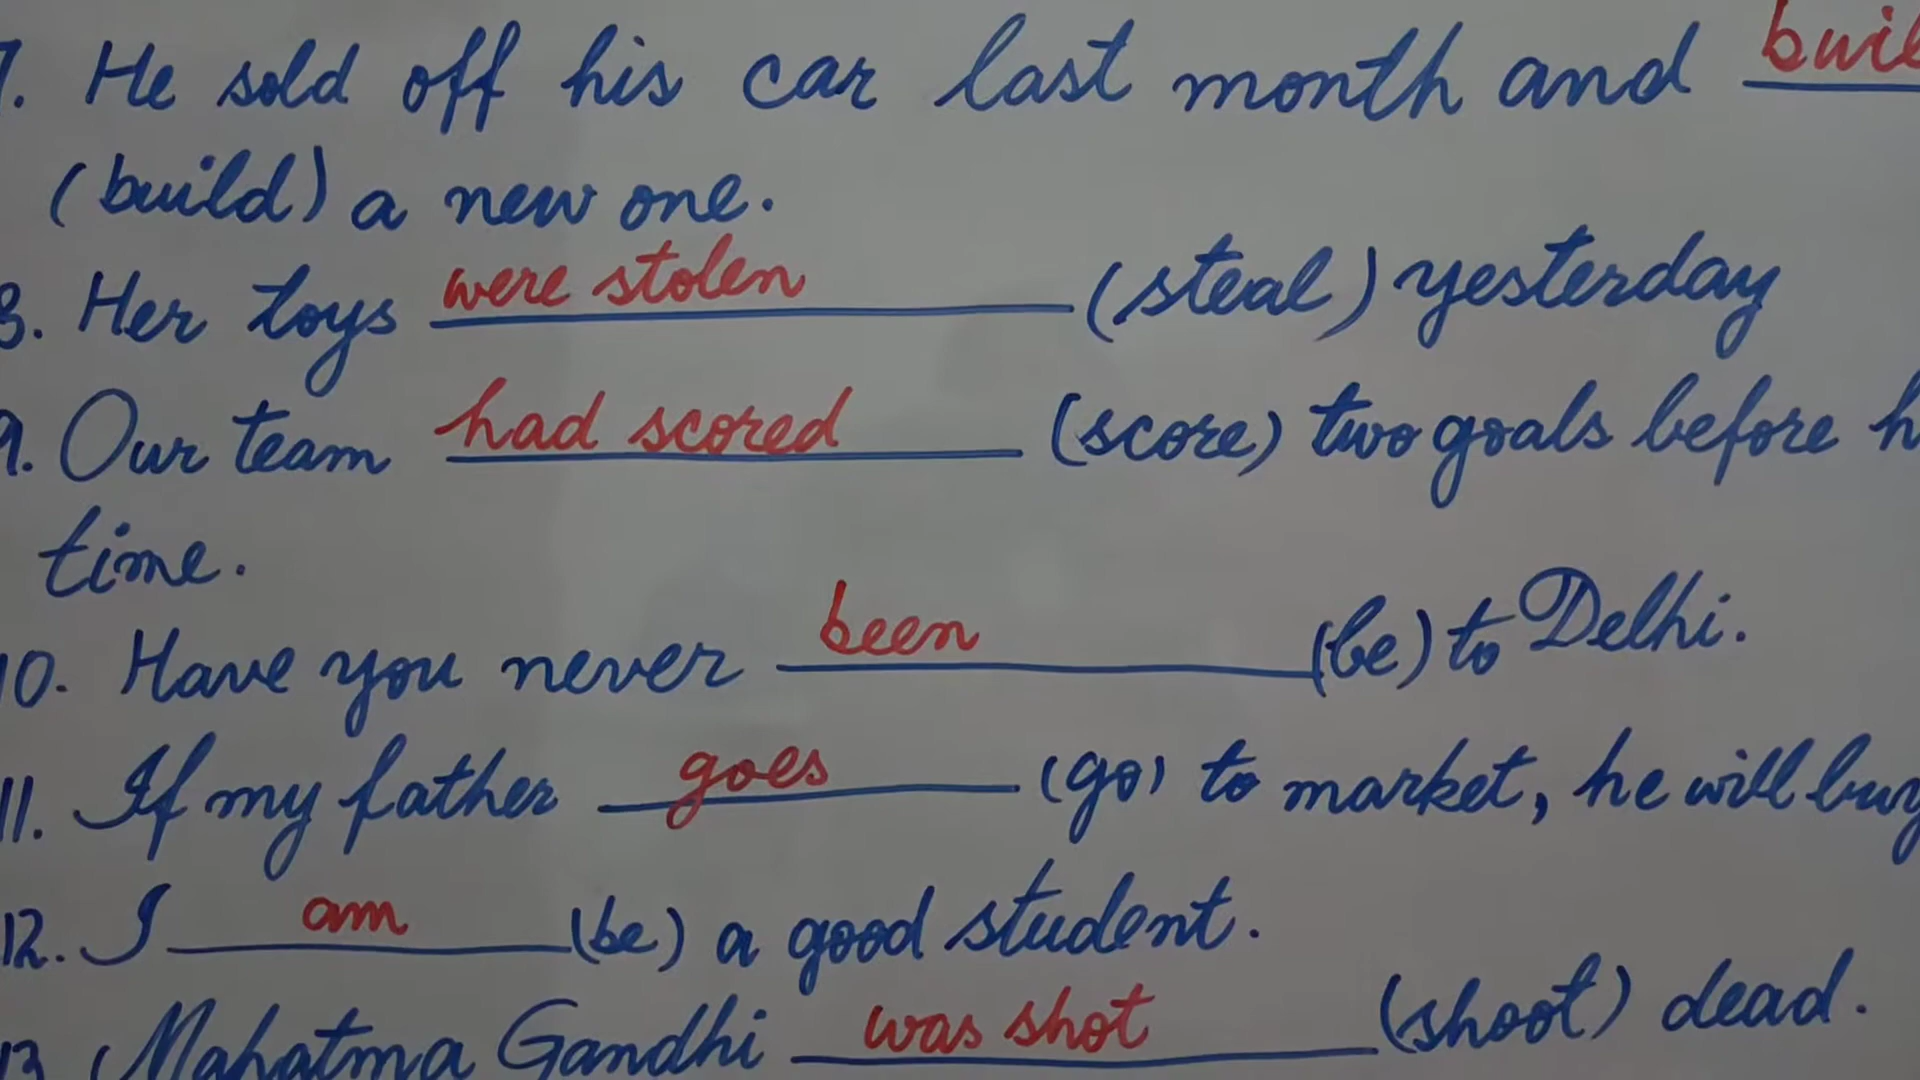 7. He sold off his car last month and
(build) a new one.
8. Her toys were stolen (steal) yesterday
9. Our team had scored (score) two goals before
time.
10. Have you never been (be) to Delhi.
11. If my father goes (go) to market, he will buy
12. I am (be) a good student.
13 Mahatma Gandhi was shot (shoot) dead.